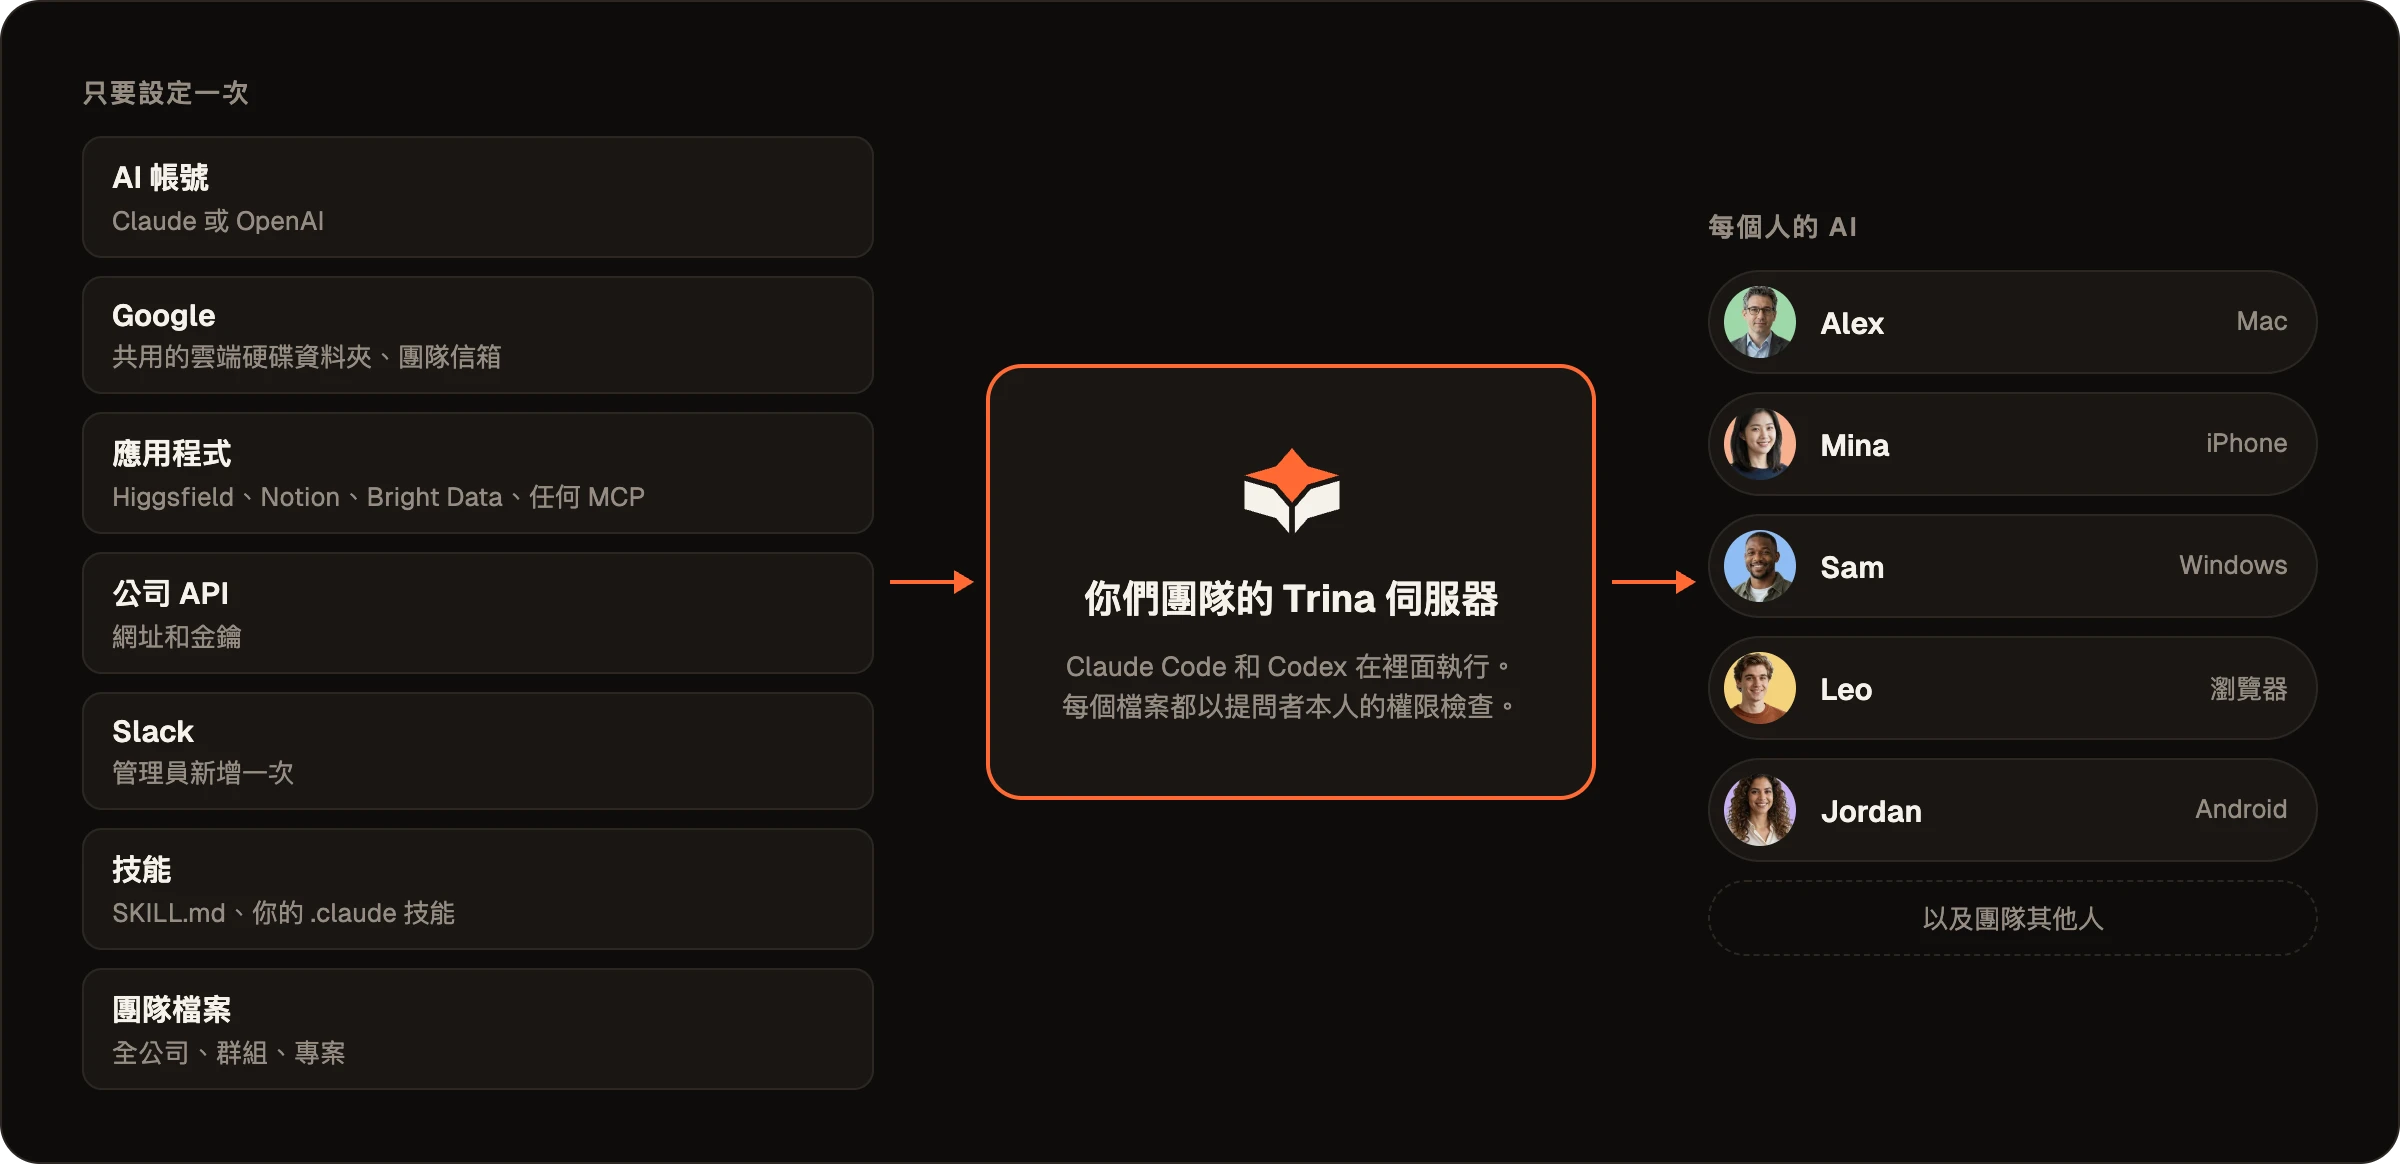 只要設定一次
AI 帳號
Claude 或 OpenAI
Google
共用的雲端硬碟資料夾、團隊信箱
應用程式
Higgsfield、Notion、Bright Data、任何 MCP
公司 API
網址和金鑰
Slack
管理員新增一次
技能
SKILL.md、你的 .claude 技能
團隊檔案
全公司、群組、專案
你們團隊的 Trina 伺服器
Claude Code 和 Codex 在裡面執行。
每個檔案都以提問者本人的權限檢查。
每個人的 AI
Alex
Mac
Mina
iPhone
Sam
Windows
Leo
瀏覽器
Jordan
Android
以及團隊其他人